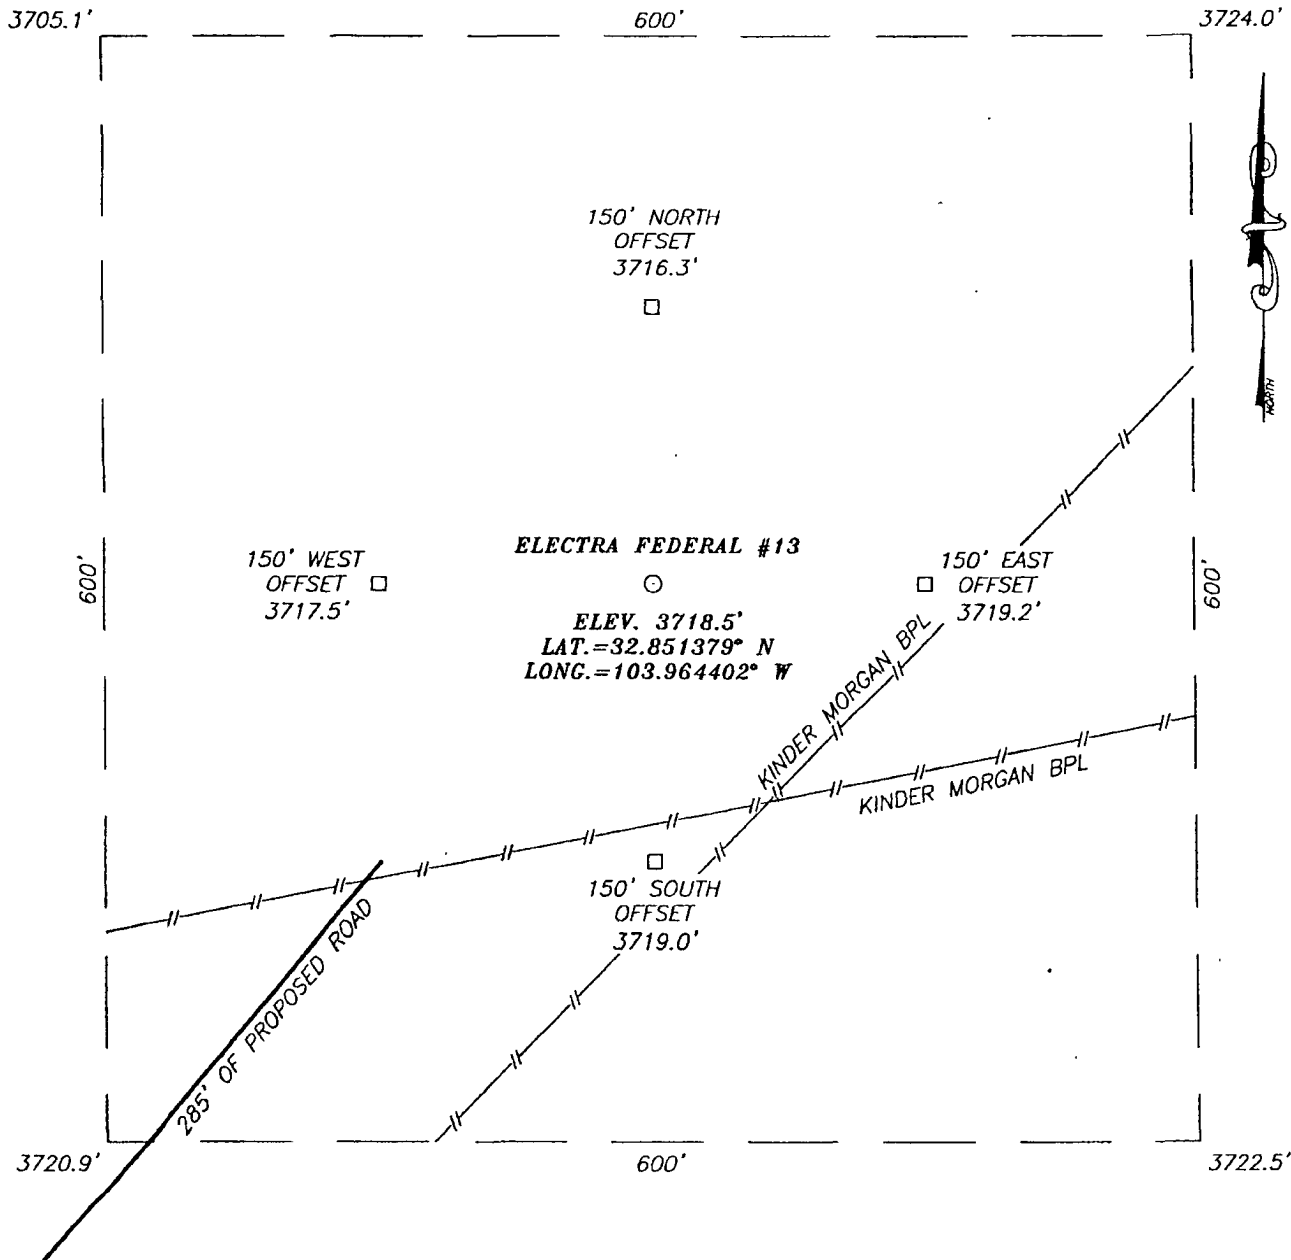 3705.1'
600'
3724.0'
NORTH
150' NORTH
OFFSET
3716.3'
600'
150' WEST
OFFSET
3717.5'
ELECTRA FEDERAL #13
ELEV. 3718.5'
LAT.=32.851379° N
LONG.=103.964402° W
150' EAST
OFFSET
3719.2'
600'
KINDER MORGAN BPL
KINDER MORGAN BPL
150' SOUTH
OFFSET
3719.0'
285' OF PROPOSED ROAD
3720.9'
600'
3722.5'